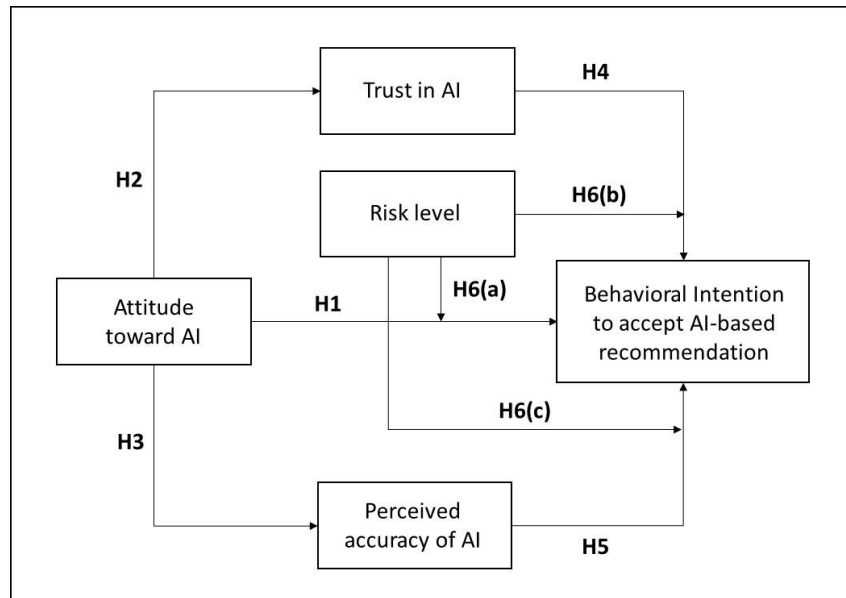 Trust in AI
H4
H2
Risk level
H6(b)
H6(a)
Attitude
toward AI
H1
Behavioral Intention
to accept AI-based
recommendation
H6(c)
H3
Perceived
accuracy of AI
H5